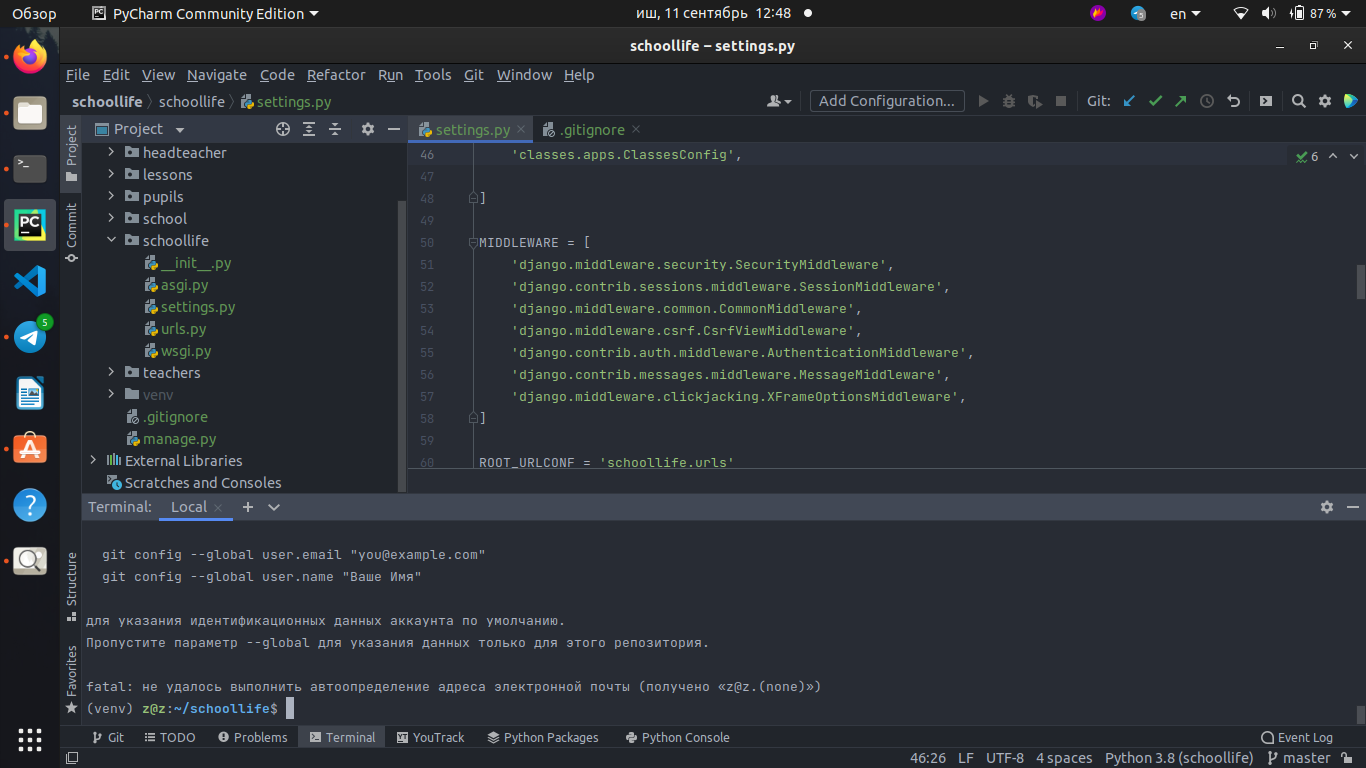 Обзор
PyCharm Community Edition
иш, 11 сентябрь 12:48
en
87 %
schoollife – settings.py
File Edit View Navigate Code Refactor Run Tools Git Window Help
schoollife schoollife settings.py
Add Configuration...
Git:
Project
Commit
Structure
Favorites
Project
headteacher
lessons
pupils
school
schoollife
__init__.py
asgi.py
settings.py
urls.py
wsgi.py
teachers
venv
.gitignore
manage.py
External Libraries
Scratches and Consoles
settings.py
.gitignore
6
46 'classes.apps.ClassesConfig',
47
48 ]
49
50 MIDDLEWARE = [
51 'django.middleware.security.SecurityMiddleware',
52 'django.contrib.sessions.middleware.SessionMiddleware',
53 'django.middleware.common.CommonMiddleware',
54 'django.middleware.csrf.CsrfViewMiddleware',
55 'django.contrib.auth.middleware.AuthenticationMiddleware',
56 'django.contrib.messages.middleware.MessageMiddleware',
57 'django.middleware.clickjacking.XFrameOptionsMiddleware',
58 ]
59
60 ROOT_URLCONF = 'schoollife.urls'
Terminal: Local
git config --global user.email "you@example.com"
git config --global user.name "Ваше Имя"
для указания идентификационных данных аккаунта по умолчанию.
Пропустите параметр --global для указания данных только для этого репозитория.
fatal: не удалось выполнить автоопределение адреса электронной почты (получено «z@z.(none)»)
(venv) z@z:~/schoollife$
Git TODO Problems Terminal YouTrack Python Packages Python Console Event Log
46:26 LF UTF-8 4 spaces Python 3.8 (schoollife) master
PC
5